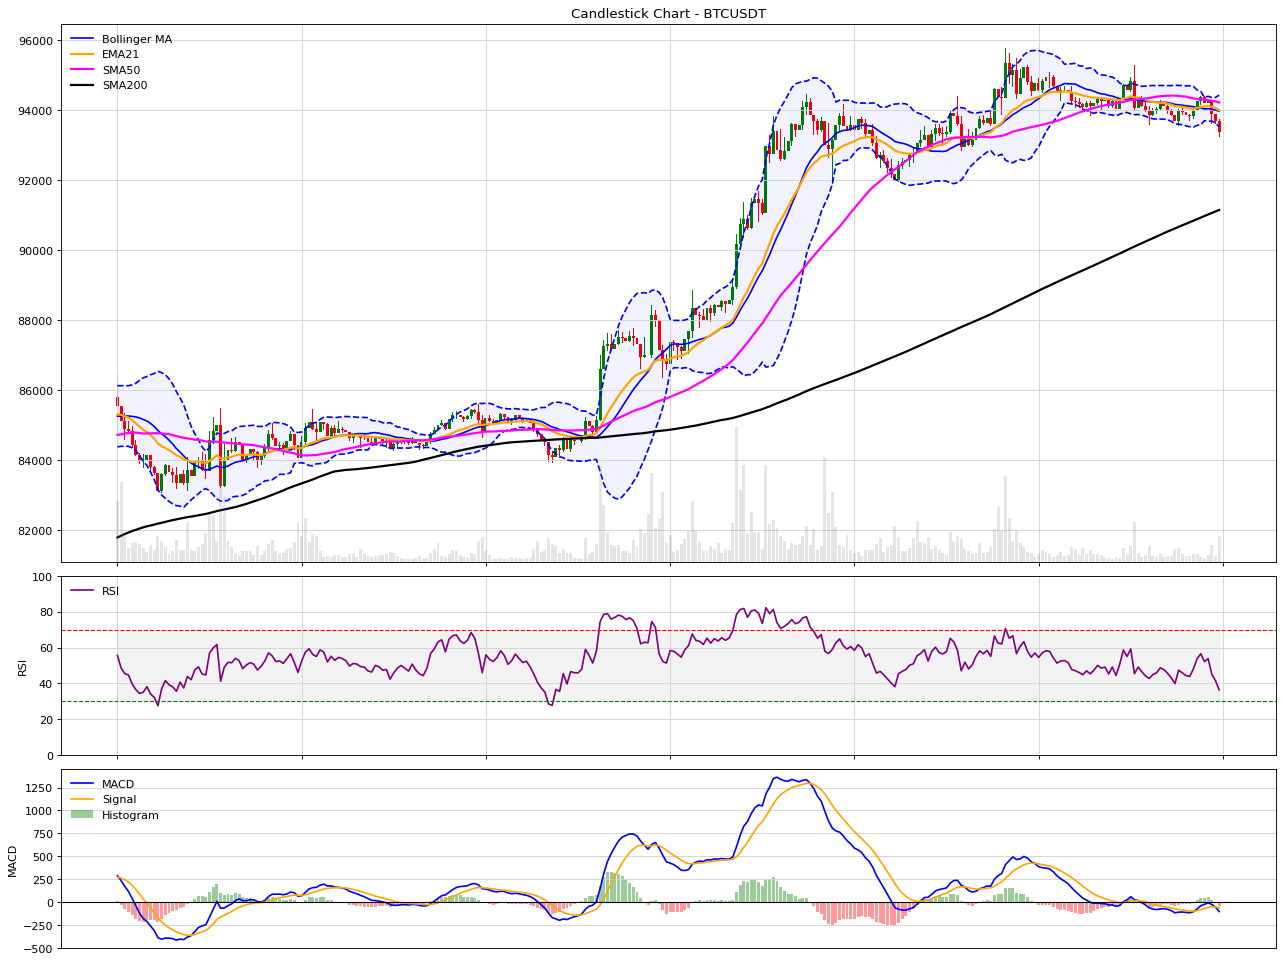 Candlestick Chart - BTCUSDT
Bollinger MA
EMA21
SMA50
SMA200
96000
94000
92000
90000
88000
86000
84000
82000
RSI
100
80
60
40
20
0
RSI
MACD
Signal
Histogram
1250
1000
750
500
250
0
−250
−500
MACD